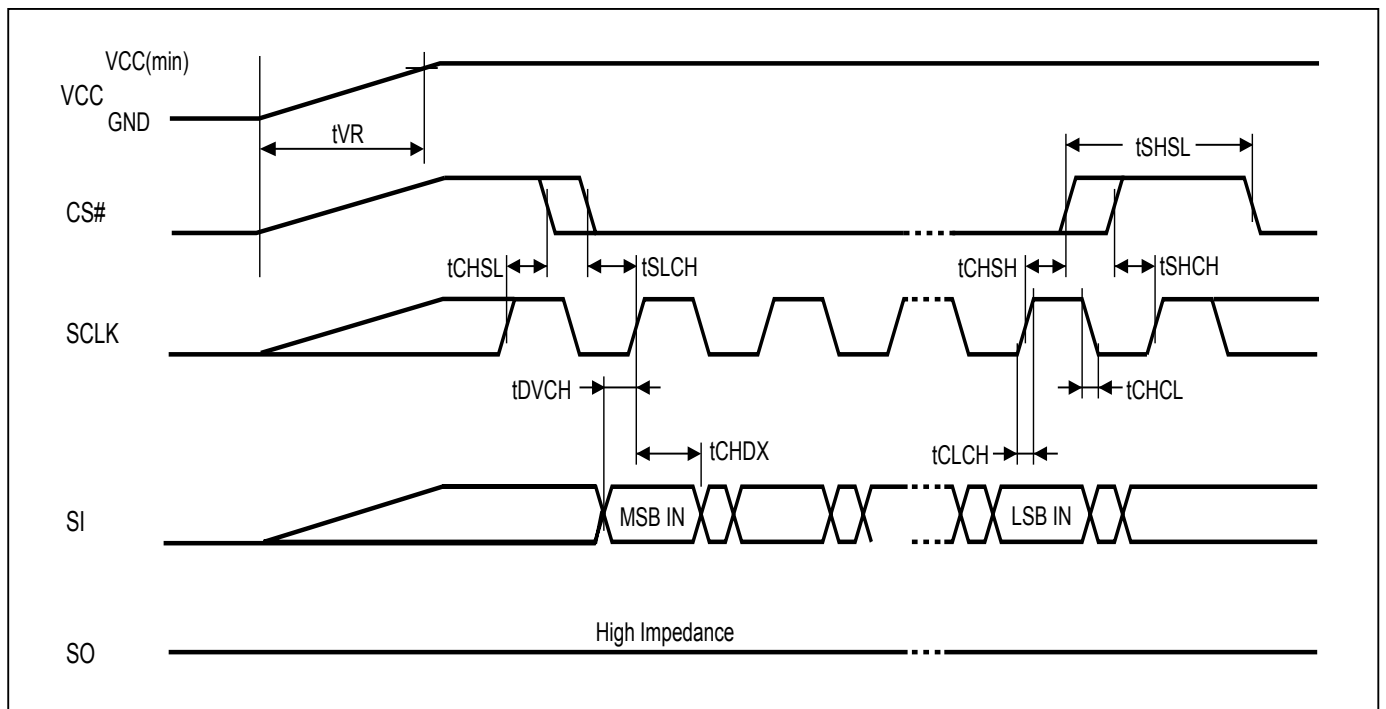 VCC(min)
VCC
GND
tVR
tSHSL
CS#
tCHSL
tSLCH
tCHSH
tSHCH
SCLK
tDVCH
tCHCL
tCHDX
tCLCH
SI
MSB IN
LSB IN
High Impedance
SO